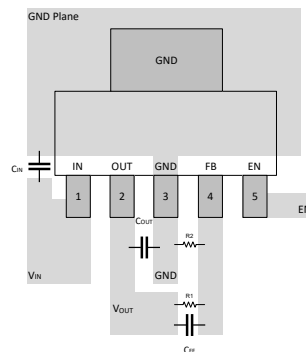 GND Plane
GND
CIN
IN OUT GND FB EN
1 2 3 4 5
EN
COUT
R2
VIN
GND
VOUT
R1
CFF